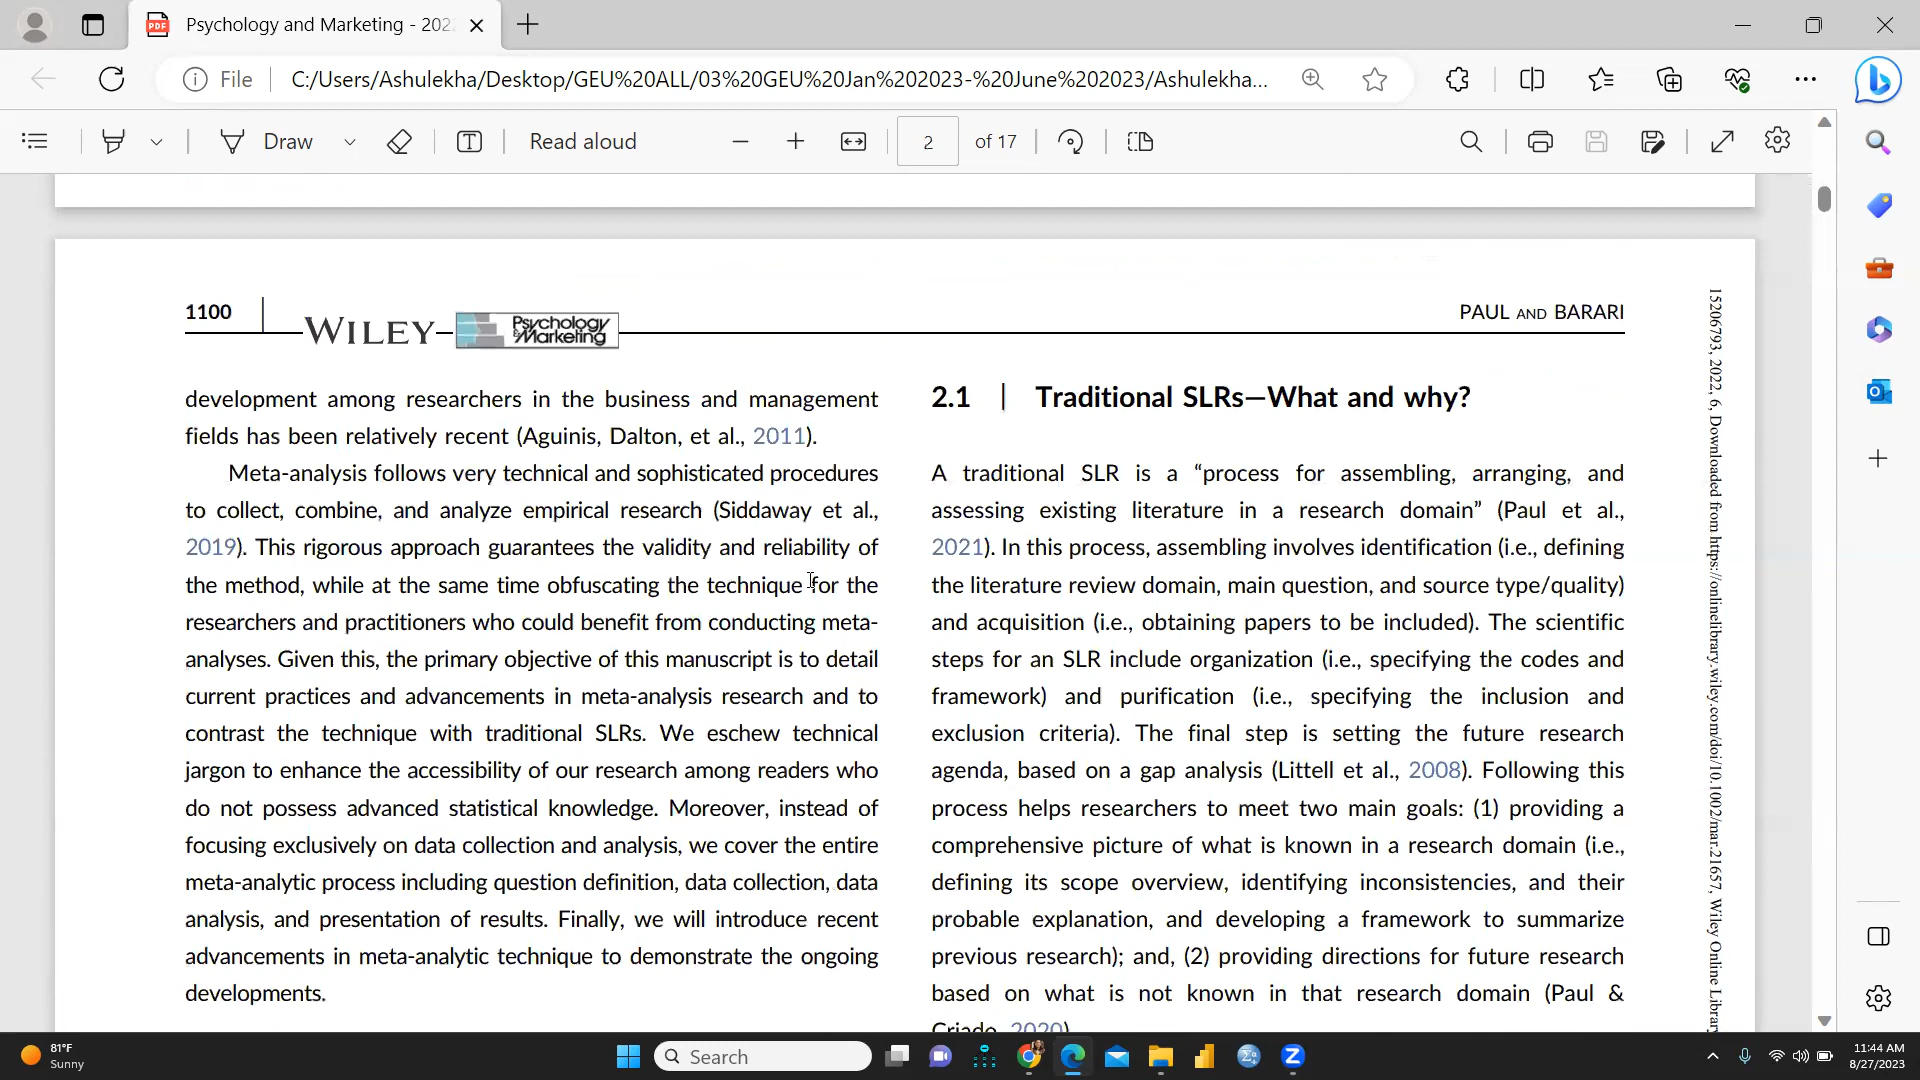 Psychology and Marketing - 202
File
C:/Users/Ashulekha/Desktop/GEU%20ALL/03%20GEU%20Jan%202023-%20June%202023/Ashulekha...
Draw
Read aloud
2
of 17
1100
WILEY
Psychology & Marketing
PAUL AND BARARI
development among researchers in the business and management
fields has been relatively recent (Aguinis, Dalton, et al., 2011).
Meta-analysis follows very technical and sophisticated procedures
to collect, combine, and analyze empirical research (Siddaway et al.,
2019). This rigorous approach guarantees the validity and reliability of
the method, while at the same time obfuscating the technique for the
researchers and practitioners who could benefit from conducting meta-
analyses. Given this, the primary objective of this manuscript is to detail
current practices and advancements in meta-analysis research and to
contrast the technique with traditional SLRs. We eschew technical
jargon to enhance the accessibility of our research among readers who
do not possess advanced statistical knowledge. Moreover, instead of
focusing exclusively on data collection and analysis, we cover the entire
meta-analytic process including question definition, data collection, data
analysis, and presentation of results. Finally, we will introduce recent
advancements in meta-analytic technique to demonstrate the ongoing
developments.
2.1 | Traditional SLRs—What and why?
A traditional SLR is a “process for assembling, arranging, and
assessing existing literature in a research domain” (Paul et al.,
2021). In this process, assembling involves identification (i.e., defining
the literature review domain, main question, and source type/quality)
and acquisition (i.e., obtaining papers to be included). The scientific
steps for an SLR include organization (i.e., specifying the codes and
framework) and purification (i.e., specifying the inclusion and
exclusion criteria). The final step is setting the future research
agenda, based on a gap analysis (Littell et al., 2008). Following this
process helps researchers to meet two main goals: (1) providing a
comprehensive picture of what is known in a research domain (i.e.,
defining its scope overview, identifying inconsistencies, and their
probable explanation, and developing a framework to summarize
previous research); and, (2) providing directions for future research
based on what is not known in that research domain (Paul &
Criado, 2020).
15206793, 2022, 6, Downloaded from https://onlinelibrary.wiley.com/doi/10.1002/mar.21657, Wiley Online Library
81°F
Sunny
Search
11:44 AM
8/27/2023